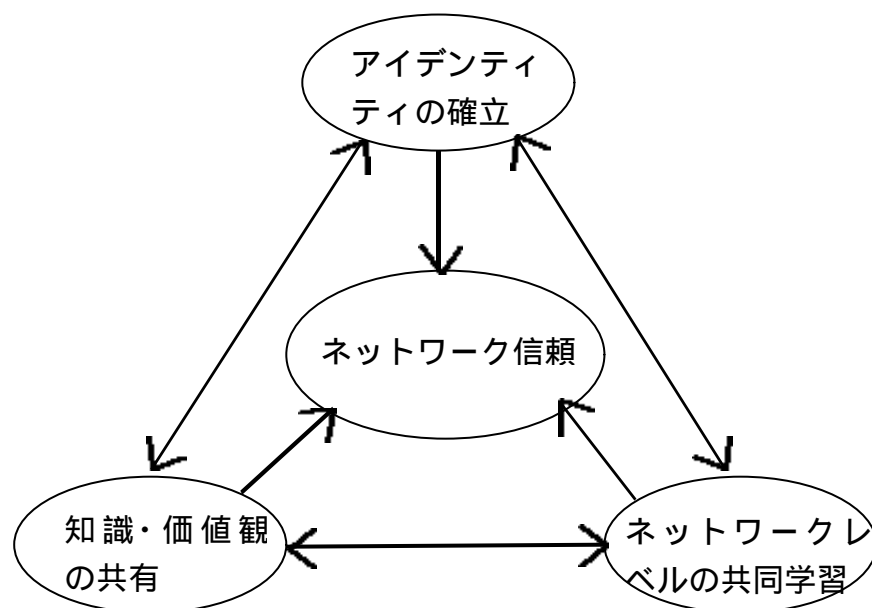 アイデンティ
ティの確立
ネットワーク信頼
知識・価値観
の共有
ネットワークレ
ベルの共同学習